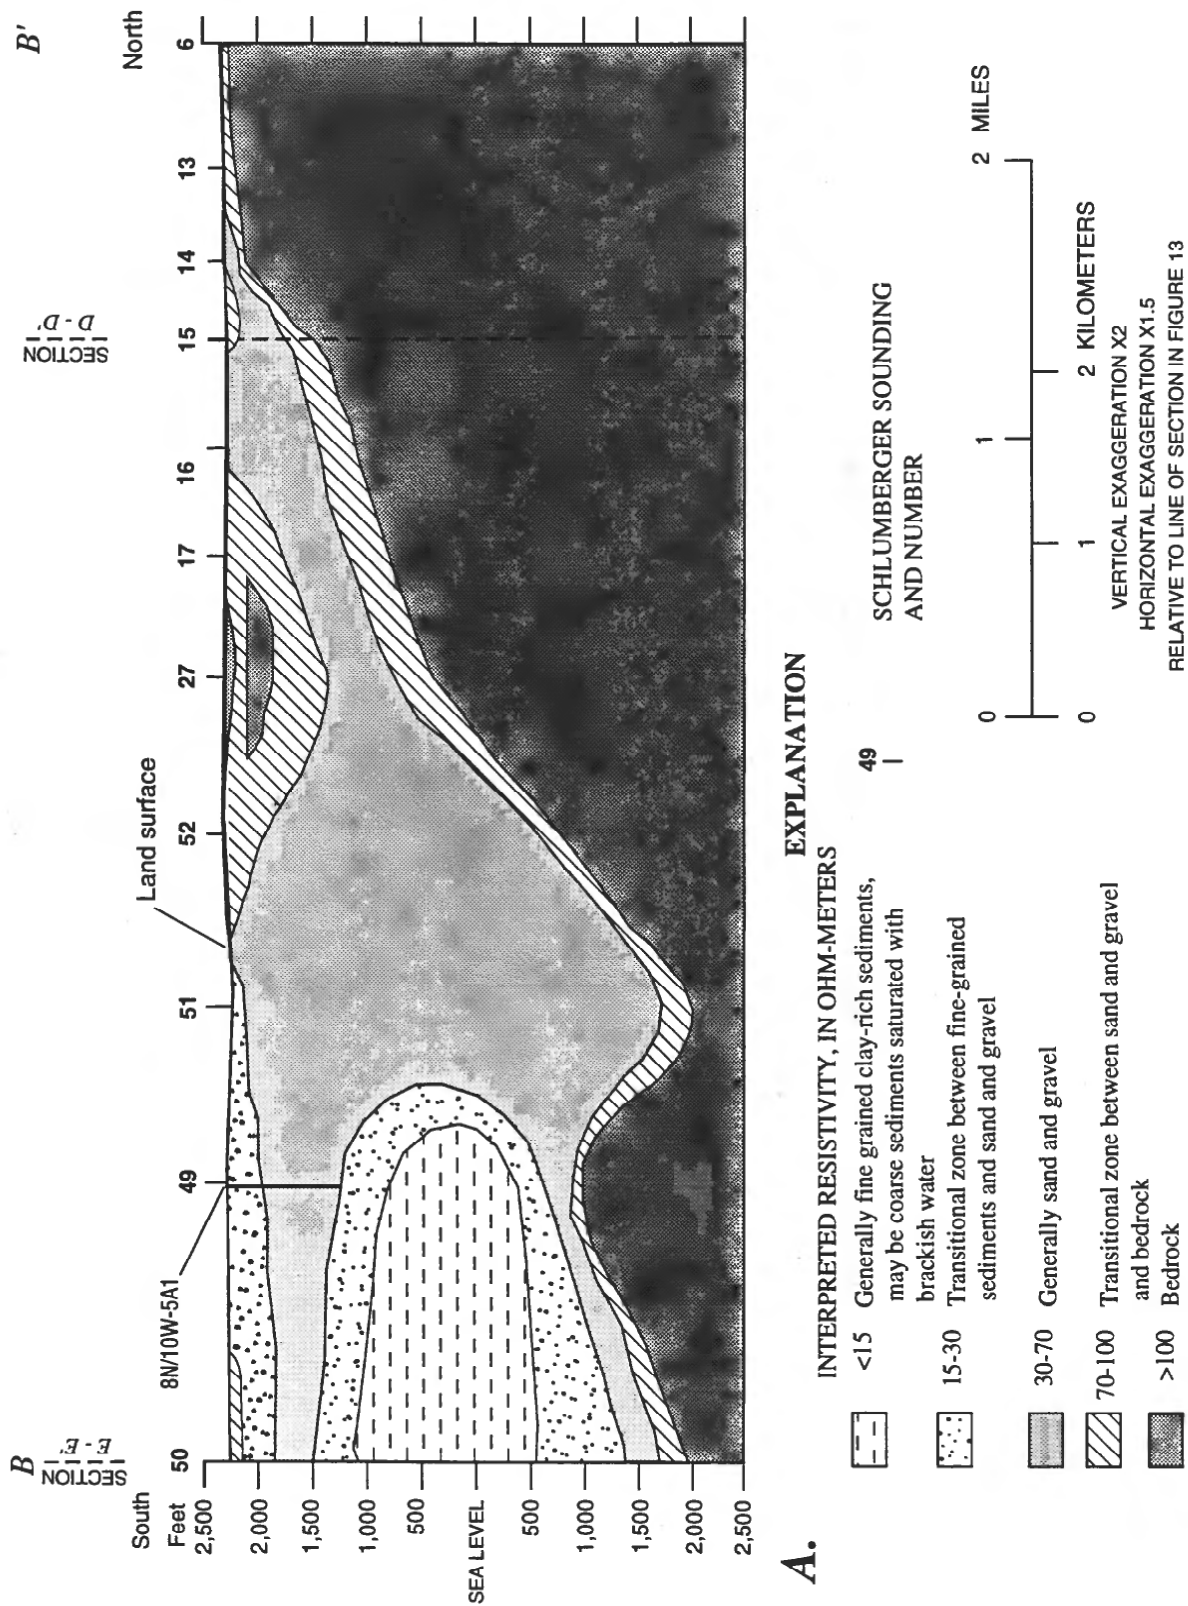 B
B'
SECTION
E - E'
SECTION
D - D'
South
North
Land surface
8N/10W-5A1
50
49
51
52
27
17
16
15
14
13
6
Feet
2,500
2,000
1,500
1,000
500
SEA LEVEL
500
1,000
1,500
2,000
2,500
A.
EXPLANATION
INTERPRETED RESISTIVITY, IN OHM-METERS
<15 Generally fine grained clay-rich sediments,
may be coarse sediments saturated with
brackish water
15-30 Transitional zone between fine-grained
sediments and sand and gravel
30-70 Generally sand and gravel
70-100 Transitional zone between sand and gravel
and bedrock
>100 Bedrock
49
SCHLUMBERGER SOUNDING
AND NUMBER
0 1 2 MILES
0 1 2 KILOMETERS
VERTICAL EXAGGERATION X2
HORIZONTAL EXAGGERATION X1.5
RELATIVE TO LINE OF SECTION IN FIGURE 13